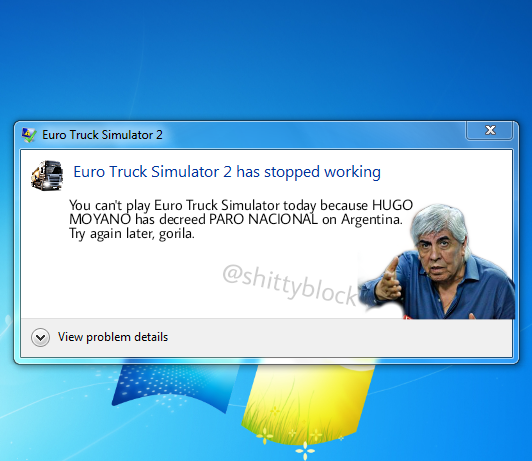 Euro Truck Simulator 2
X
Euro Truck Simulator 2 has stopped working
You can't play Euro Truck Simulator today because HUGO
MOYANO has decreed PARO NACIONAL on Argentina.
Try again later, gorila.
@shittyblock
View problem details